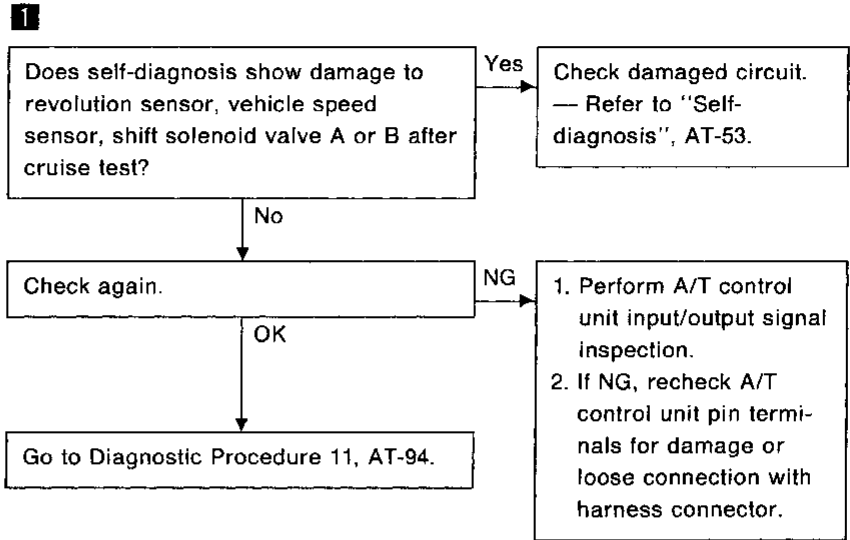 1
Does self-diagnosis show damage to
revolution sensor, vehicle speed
sensor, shift solenoid valve A or B after
cruise test?
Yes
Check damaged circuit.
— Refer to "Self-
diagnosis", AT-53.
No
Check again.
NG
1. Perform A/T control
unit input/output signal
inspection.
2. If NG, recheck A/T
control unit pin termi-
nals for damage or
loose connection with
harness connector.
OK
Go to Diagnostic Procedure 11, AT-94.